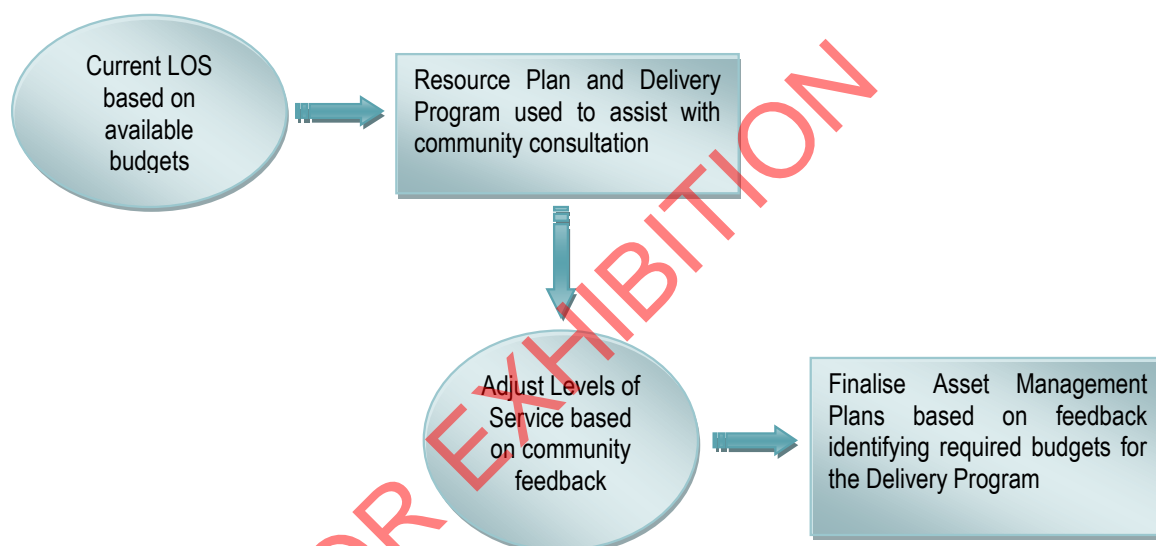 Current LOS
based on
available
budgets
Resource Plan and Delivery
Program used to assist with
community consultation
Adjust Levels of
Service based
on community
feedback
Finalise Asset Management
Plans based on feedback
identifying required budgets for
the Delivery Program
OR EXHIBITION